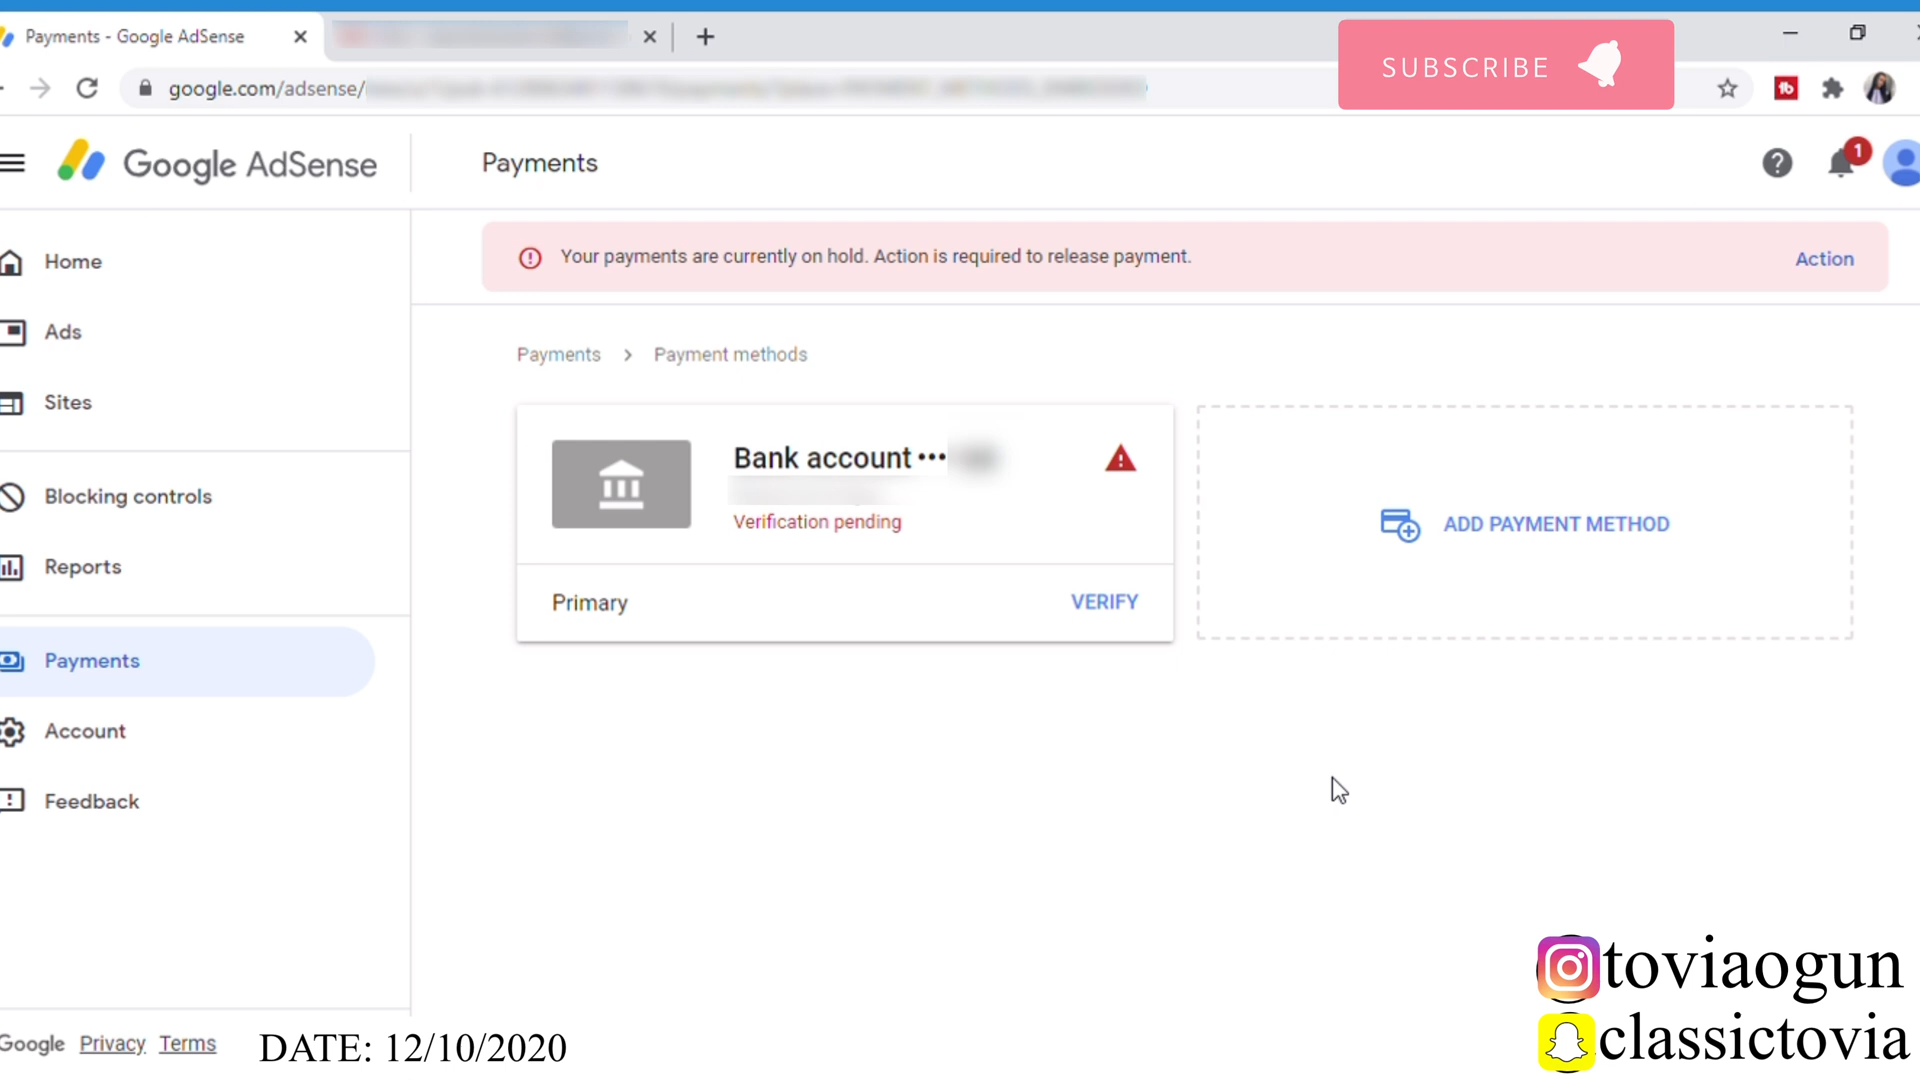 Payments - Google AdSense
SUBSCRIBE
google.com/adsense/
Google AdSense
Payments
1
Your payments are currently on hold. Action is required to release payment.
Action
Home
Ads
Sites
Blocking controls
Reports
Payments
Account
Feedback
Payments > Payment methods
Bank account ••••
Verification pending
Primary
VERIFY
ADD PAYMENT METHOD
Google Privacy Terms
DATE: 12/10/2020
toviaogun
classictovia